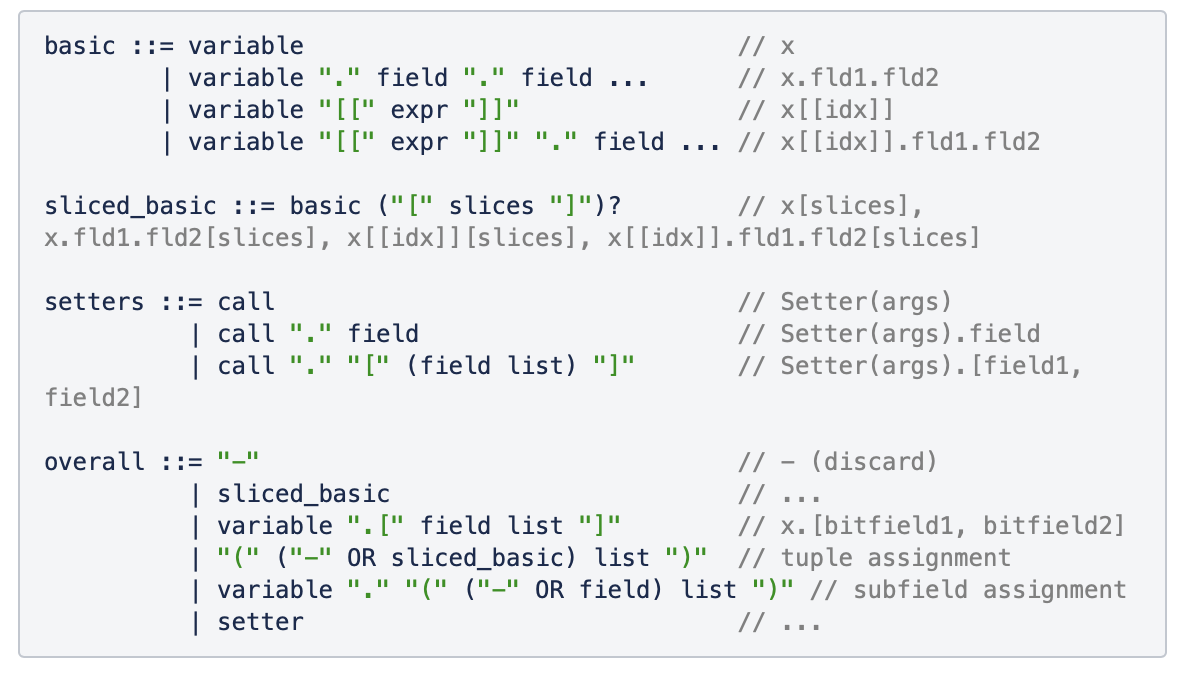 basic ::= variable                              // x
        | variable "." field "." field ...      // x.fld1.fld2
        | variable "[[" expr "]]"               // x[[idx]]
        | variable "[[" expr "]]" "." field ... // x[[idx]].fld1.fld2

sliced_basic ::= basic ("[" slices "]")?        // x[slices],
x.fld1.fld2[slices], x[[idx]][slices], x[[idx]].fld1.fld2[slices]

setters ::= call                                // Setter(args)
          | call "." field                      // Setter(args).field
          | call "." "[" (field list) "]"       // Setter(args).[field1,
field2]

overall ::= "-"                                 // - (discard)
          | sliced_basic                        // ...
          | variable ".[" field list "]"        // x.[bitfield1, bitfield2]
          | "(" ("-" OR sliced_basic) list ")"  // tuple assignment
          | variable "." "(" ("-" OR field) list ")" // subfield assignment
          | setter                              // ...